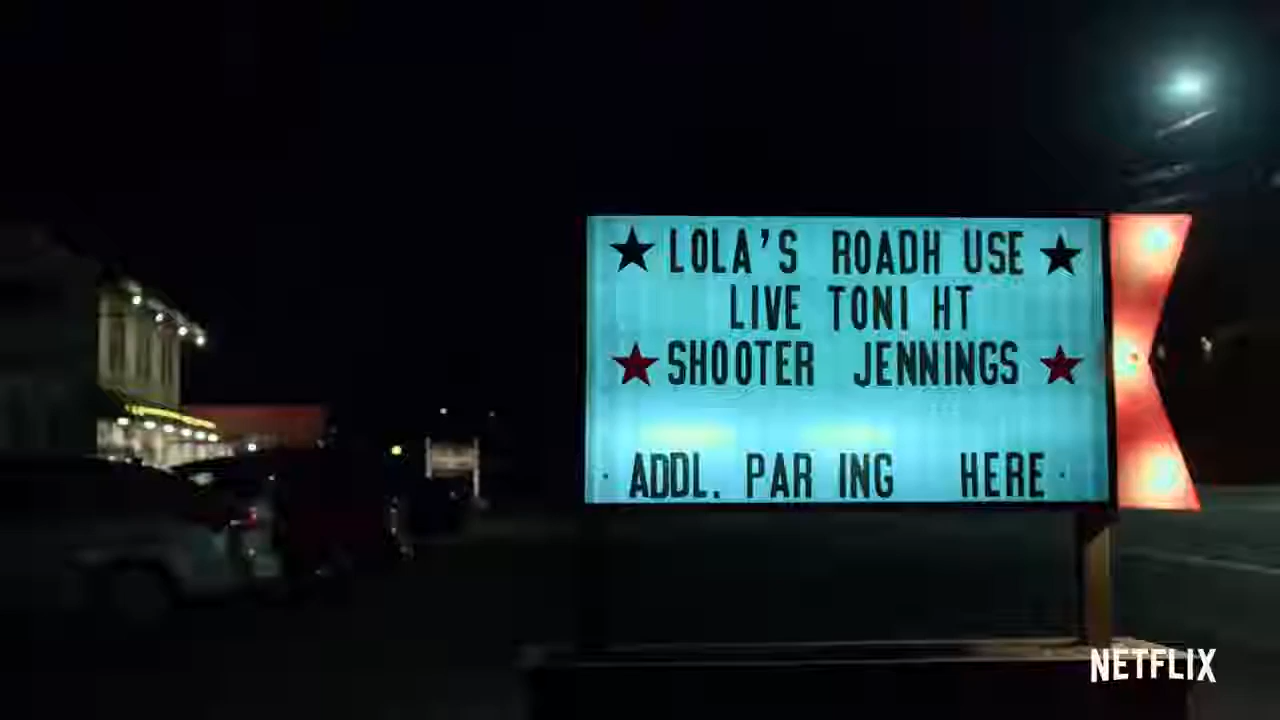 ★ LOLA'S ROADH USE ★
LIVE TONI HT
★ SHOOTER JENNINGS ★
ADDL. PAR ING HERE
NETFLIX